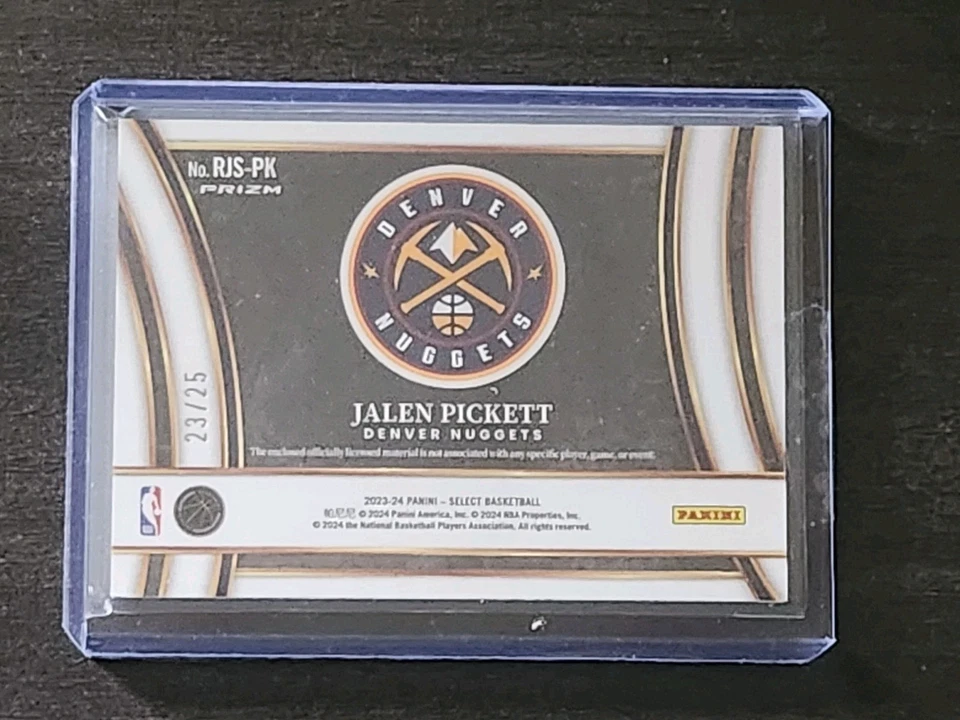 No. RJS-PK
PRIZM
DENVER
NUGGETS
23/25
JALEN PICKETT
DENVER NUGGETS
The enclosed officially licensed material is not associated with any specific player, game, or event.
2023-24 PANINI – SELECT BASKETBALL
帕尼尼 © 2024 Panini America, Inc. © 2024 NBA Properties, Inc.
© 2024 the National Basketball Players Association, All rights reserved.
PANINI